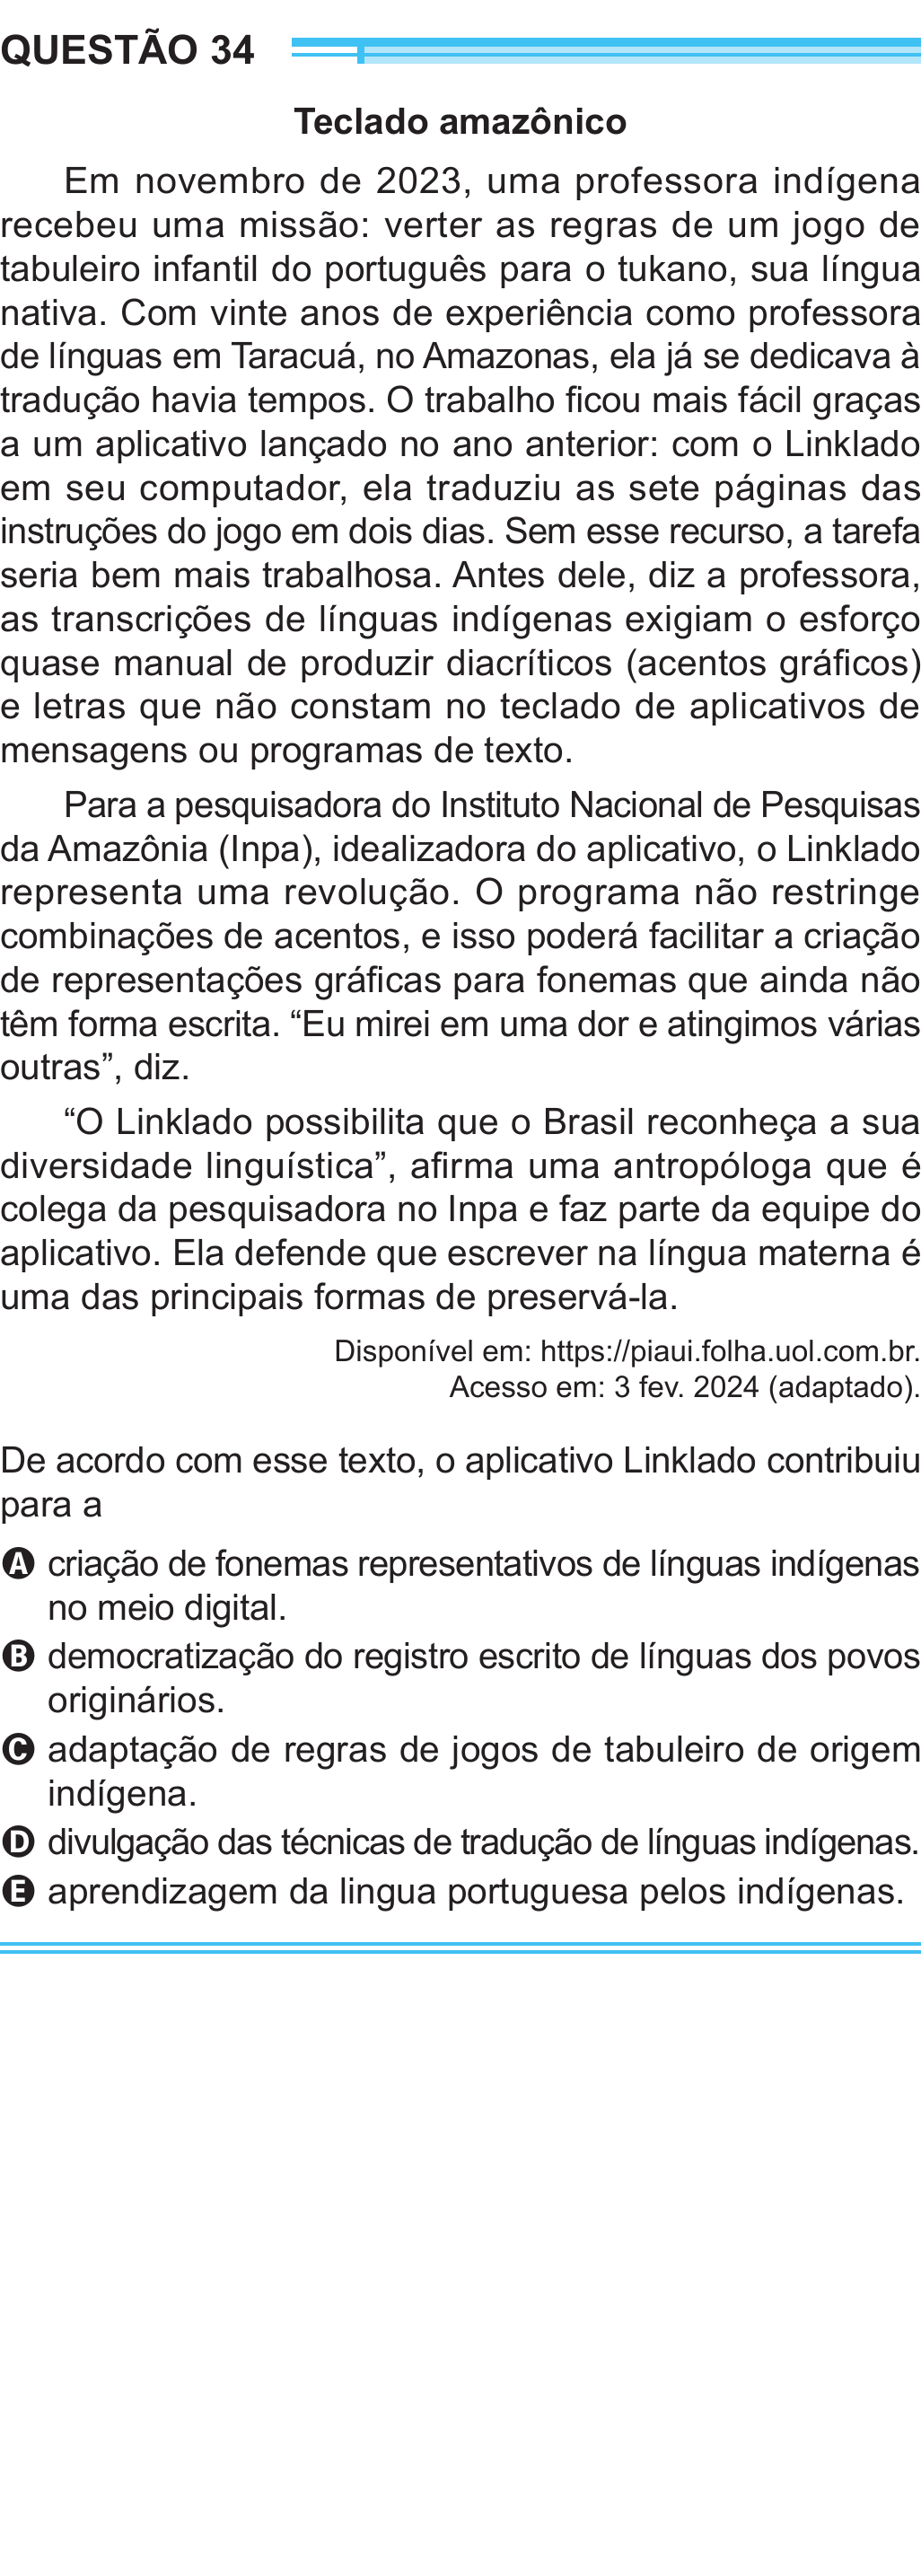 QUESTÃO 34
Teclado amazônico
Em novembro de 2023, uma professora indígena
recebeu uma missão: verter as regras de um jogo de
tabuleiro infantil do português para o tukano, sua língua
nativa. Com vinte anos de experiência como professora
de línguas em Taracuá, no Amazonas, ela já se dedicava à
tradução havia tempos. O trabalho ficou mais fácil graças
a um aplicativo lançado no ano anterior: com o Linklado
em seu computador, ela traduziu as sete páginas das
instruções do jogo em dois dias. Sem esse recurso, a tarefa
seria bem mais trabalhosa. Antes dele, diz a professora,
as transcrições de línguas indígenas exigiam o esforço
quase manual de produzir diacríticos (acentos gráficos)
e letras que não constam no teclado de aplicativos de
mensagens ou programas de texto.
Para a pesquisadora do Instituto Nacional de Pesquisas
da Amazônia (Inpa), idealizadora do aplicativo, o Linklado
representa uma revolução. O programa não restringe
combinações de acentos, e isso poderá facilitar a criação
de representações gráficas para fonemas que ainda não
têm forma escrita. “Eu mirei em uma dor e atingimos várias
outras”, diz.
“O Linklado possibilita que o Brasil reconheça a sua
diversidade linguística”, afirma uma antropóloga que é
colega da pesquisadora no Inpa e faz parte da equipe do
aplicativo. Ela defende que escrever na língua materna é
uma das principais formas de preservá-la.
Disponível em: https://piaui.folha.uol.com.br.
Acesso em: 3 fev. 2024 (adaptado).
De acordo com esse texto, o aplicativo Linklado contribuiu
para a
A criação de fonemas representativos de línguas indígenas
no meio digital.
B democratização do registro escrito de línguas dos povos
originários.
C adaptação de regras de jogos de tabuleiro de origem
indígena.
D divulgação das técnicas de tradução de línguas indígenas.
E aprendizagem da lingua portuguesa pelos indígenas.